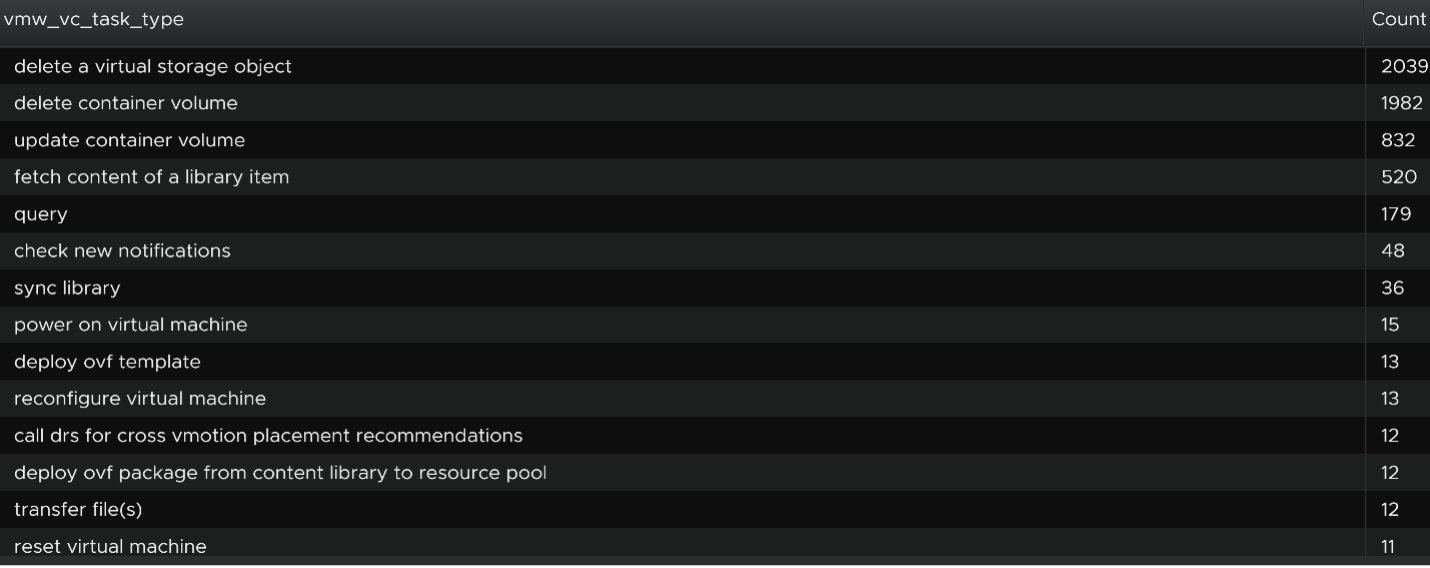 vmw_vc_task_type Count
delete a virtual storage object 2039
delete container volume 1982
update container volume 832
fetch content of a library item 520
query 179
check new notifications 48
sync library 36
power on virtual machine 15
deploy ovf template 13
reconfigure virtual machine 13
call drs for cross vmotion placement recommendations 12
deploy ovf package from content library to resource pool 12
transfer file(s) 12
reset virtual machine 11